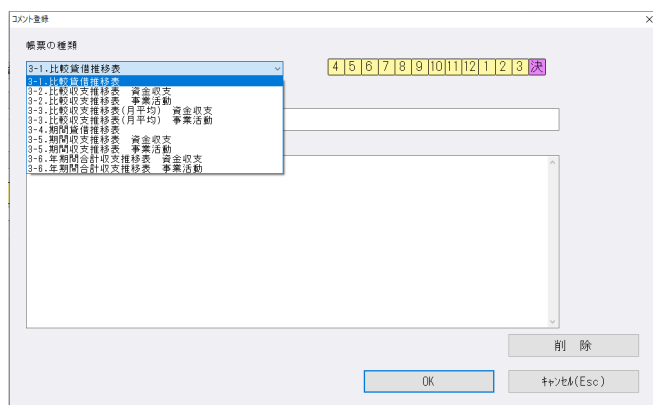 コメント登録
帳票の種類
3-1.比較貸借推移表
4 5 6 7 8 9 10 11 12 1 2 3 決
3-1.比較貸借推移表
3-2.比較収支推移表 資金収支
3-2.比較収支推移表 事業活動
3-3.比較収支推移表(月平均) 資金収支
3-3.比較収支推移表(月平均) 事業活動
3-4.期間貸借推移表
3-5.期間収支推移表 資金収支
3-5.期間収支推移表 事業活動
3-6.年期間合計収支推移表 資金収支
3-6.年期間合計収支推移表 事業活動
削 除
OK
キャンセル(Esc)